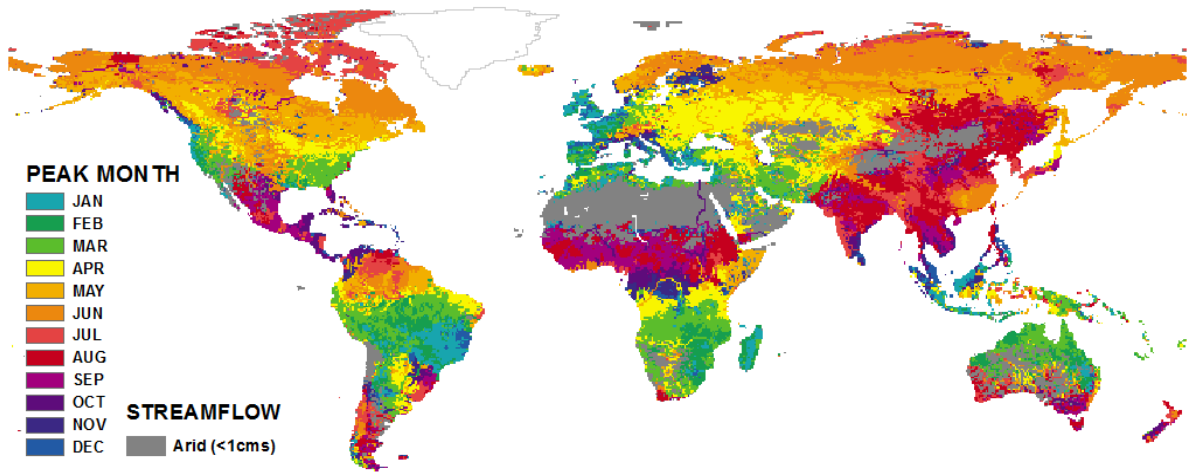 PEAK MONTH
JAN
FEB
MAR
APR
MAY
JUN
JUL
AUG
SEP
OCT
NOV
DEC
STREAMFLOW
Arid (<1cms)